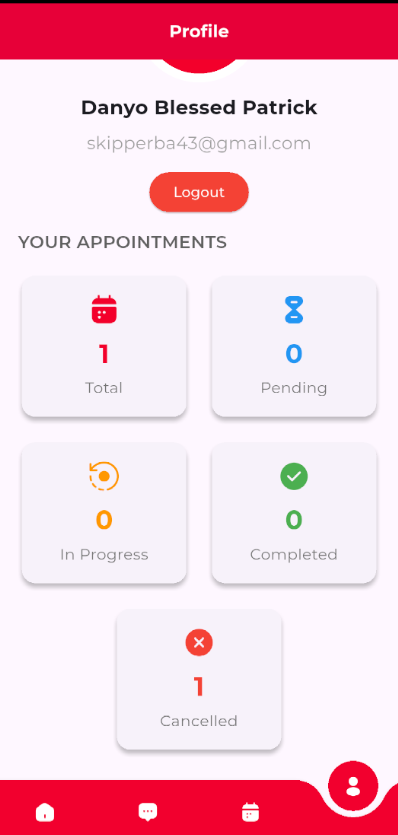 Profile
Danyo Blessed Patrick
skipperba43@gmail.com
Logout
YOUR APPOINTMENTS
1
Total
0
Pending
0
In Progress
0
Completed
1
Cancelled